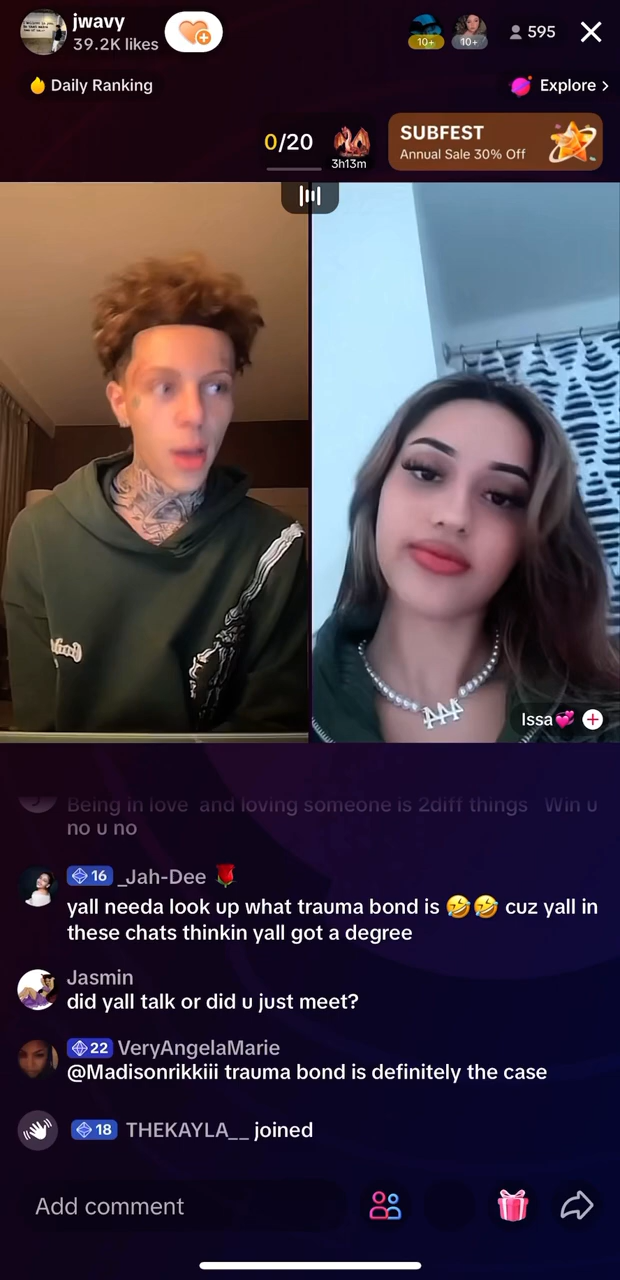 jwavy
39.2K likes
10+
10+
595
Daily Ranking
Explore >
0/20
3h13m
SUBFEST
Annual Sale 30% Off
Issa💞
Being in love and loving someone is 2diff things Win u
no u no
16 _Jah-Dee 🌹
yall needa look up what trauma bond is 🤣🤣 cuz yall in
these chats thinkin yall got a degree
Jasmin
did yall talk or did u just meet?
22 VeryAngelaMarie
@Madisonrikkiii trauma bond is definitely the case
18 THEKAYLA__ joined
Add comment